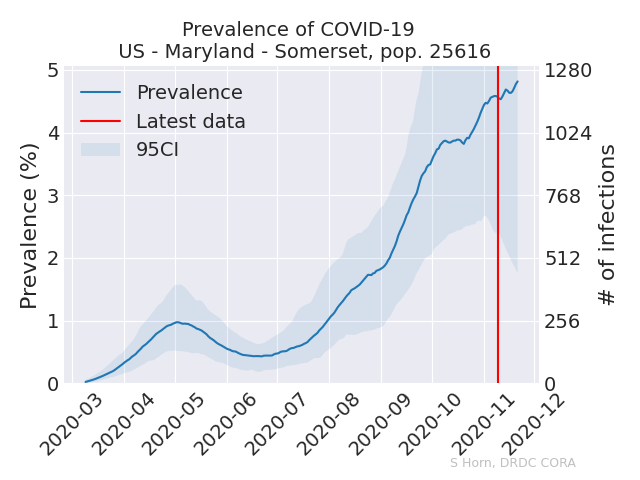 Prevalence of COVID-19
US - Maryland - Somerset, pop. 25616
Prevalence
Latest data
95CI
Prevalence (%)
5
4
3
2
1
0
1280
1024
768
512
256
0
# of infections
2020-03
2020-04
2020-05
2020-06
2020-07
2020-08
2020-09
2020-10
2020-11
2020-12
S Horn, DRDC CORA